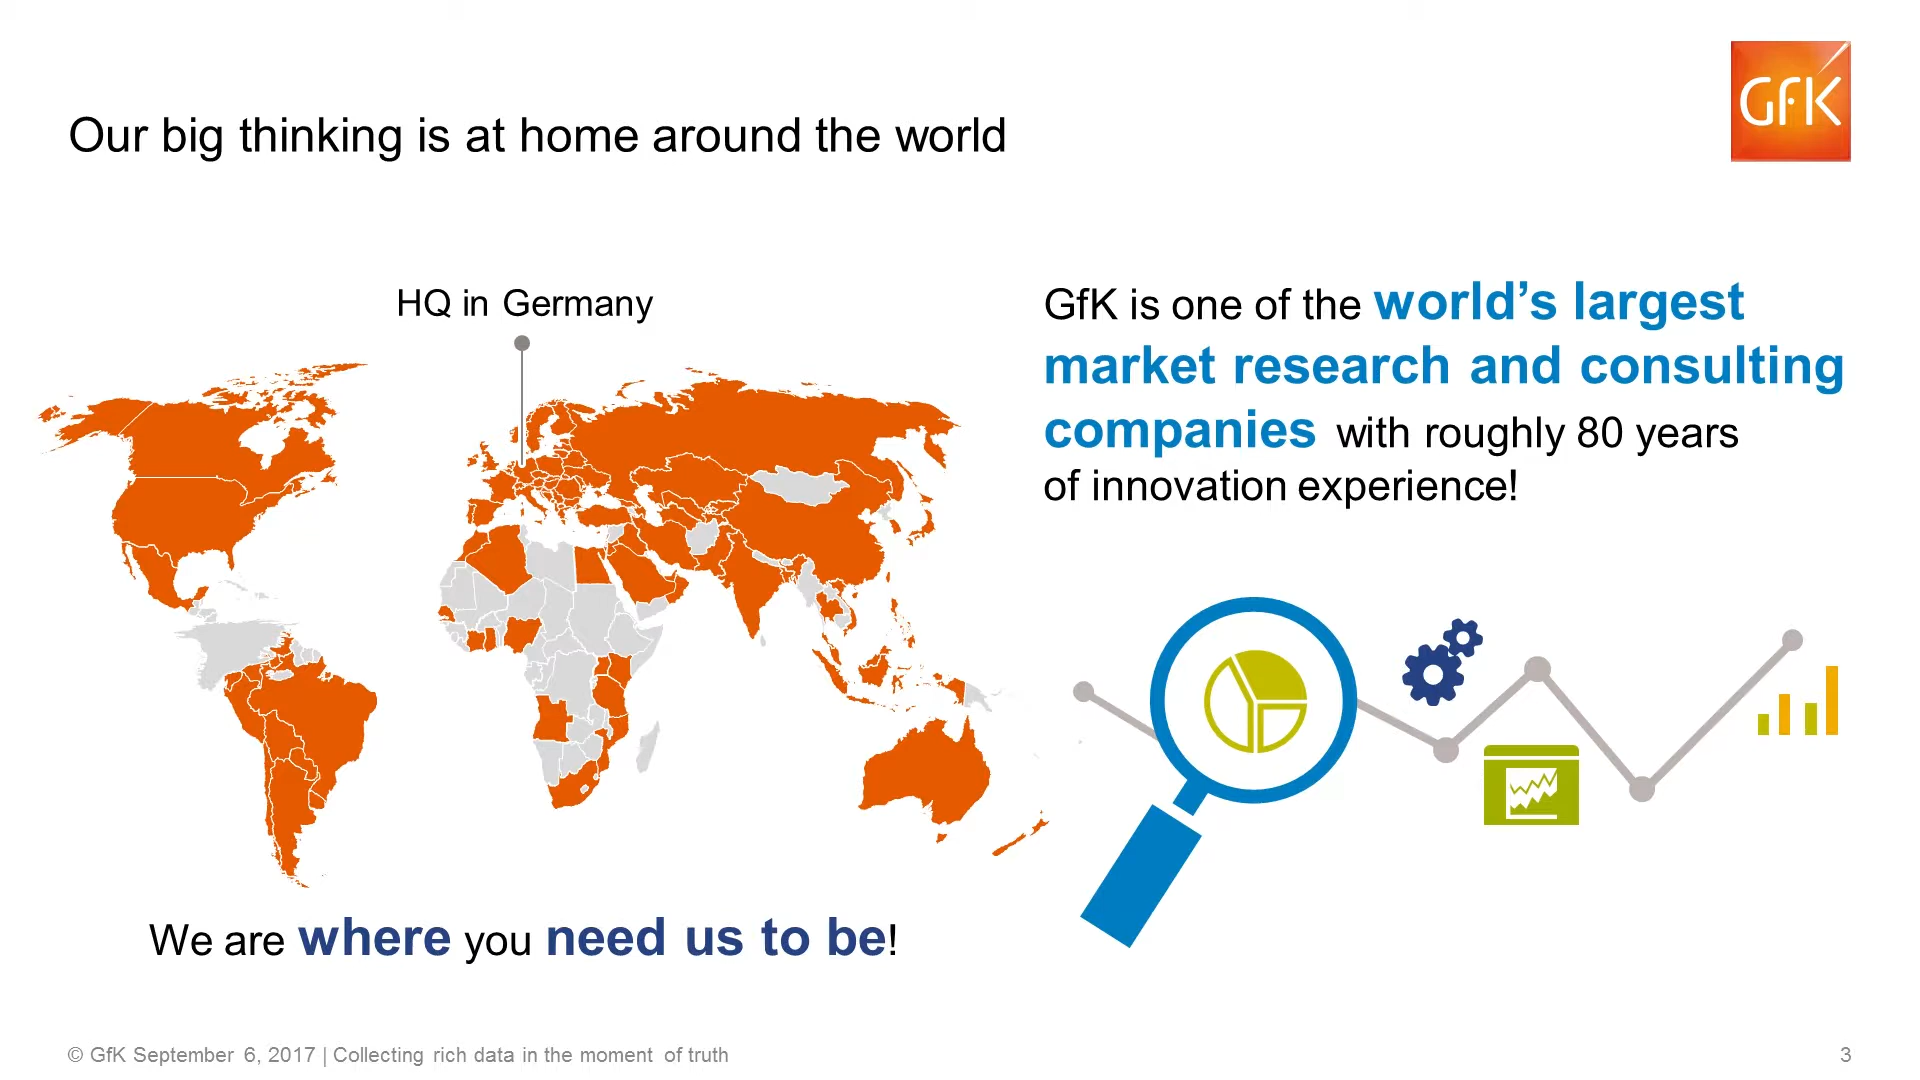 GfK
Our big thinking is at home around the world
HQ in Germany
GfK is one of the world’s largest
market research and consulting
companies with roughly 80 years
of innovation experience!
We are where you need us to be!
© GfK September 6, 2017 | Collecting rich data in the moment of truth
3